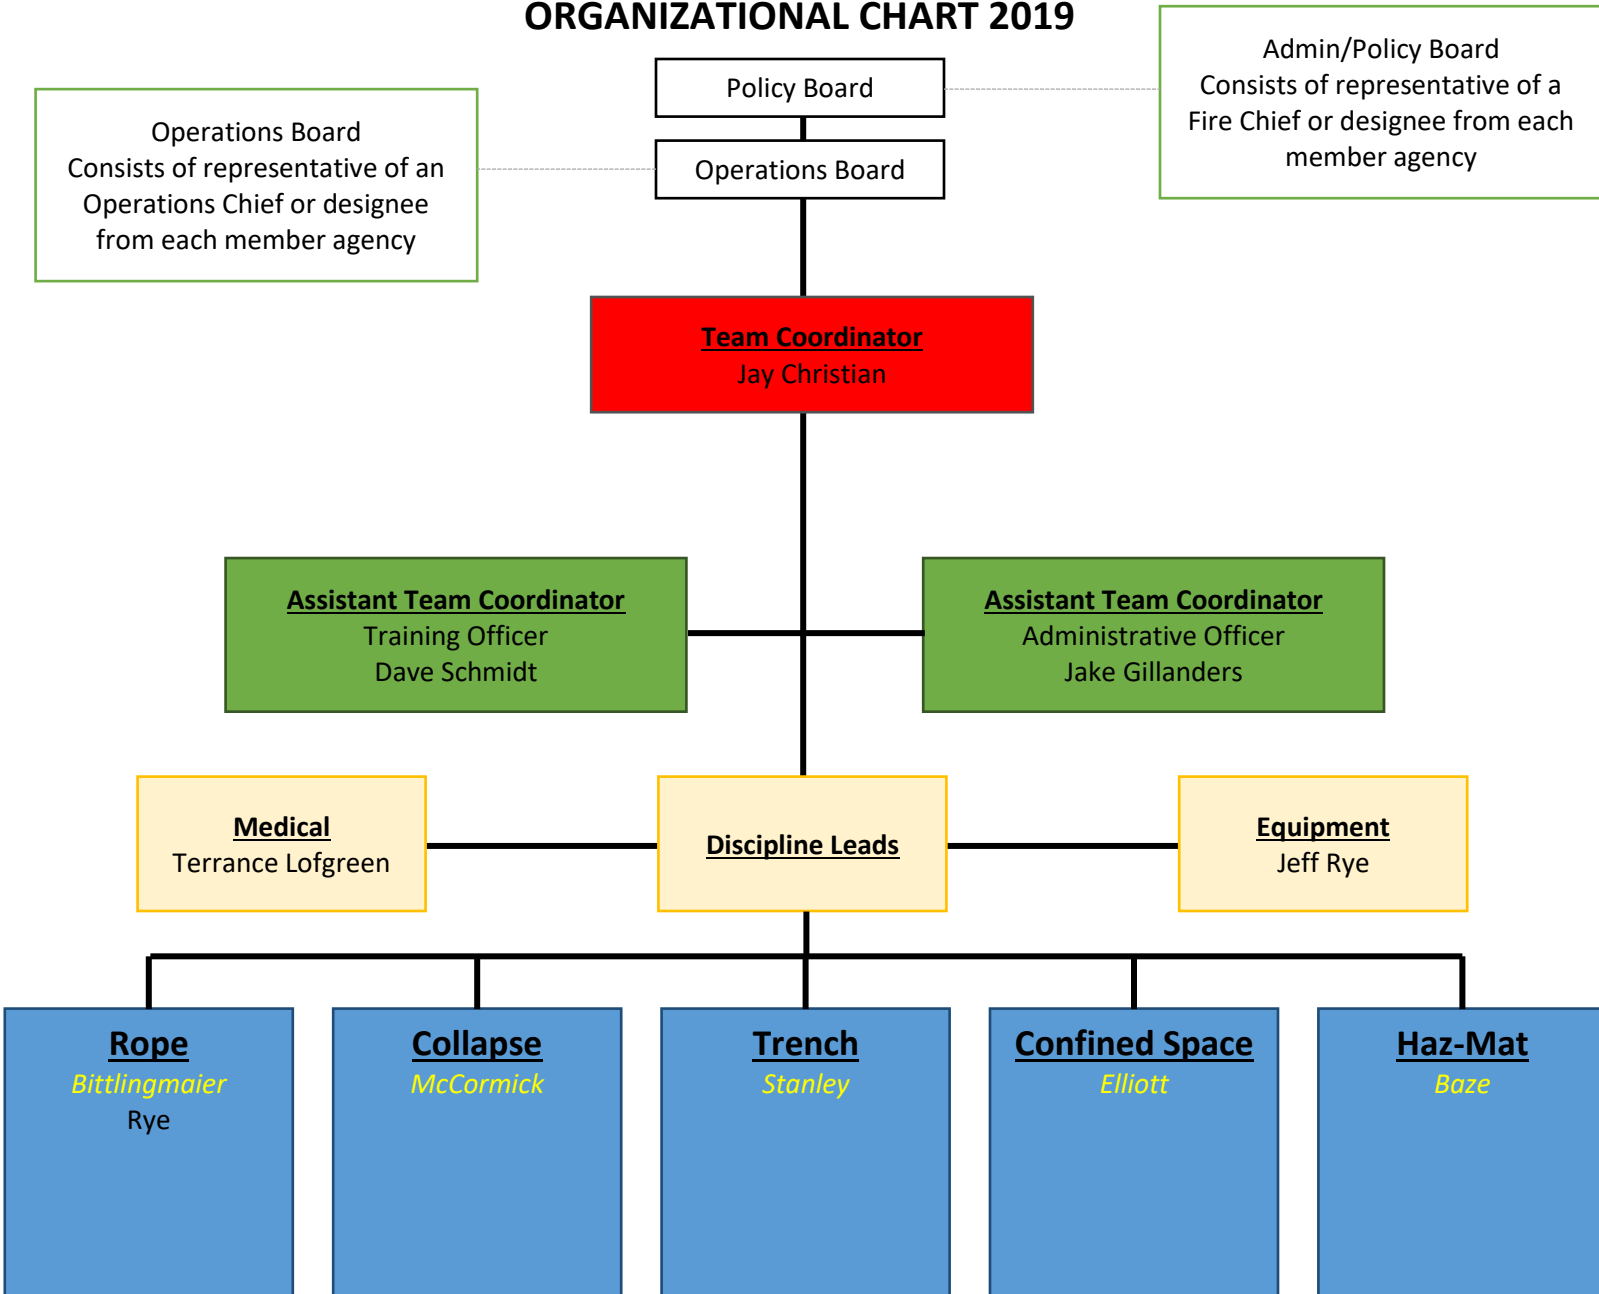 ORGANIZATIONAL CHART 2019
Policy Board
Admin/Policy Board
Consists of representative of a
Fire Chief or designee from each
member agency
Operations Board
Consists of representative of an
Operations Chief or designee
from each member agency
Operations Board
Team Coordinator
Jay Christian
Assistant Team Coordinator
Training Officer
Dave Schmidt
Assistant Team Coordinator
Administrative Officer
Jake Gillanders
Medical
Terrance Lofgreen
Discipline Leads
Equipment
Jeff Rye
Rope
Bittlingmaier
Rye
Collapse
McCormick
Trench
Stanley
Confined Space
Elliott
Haz-Mat
Baze